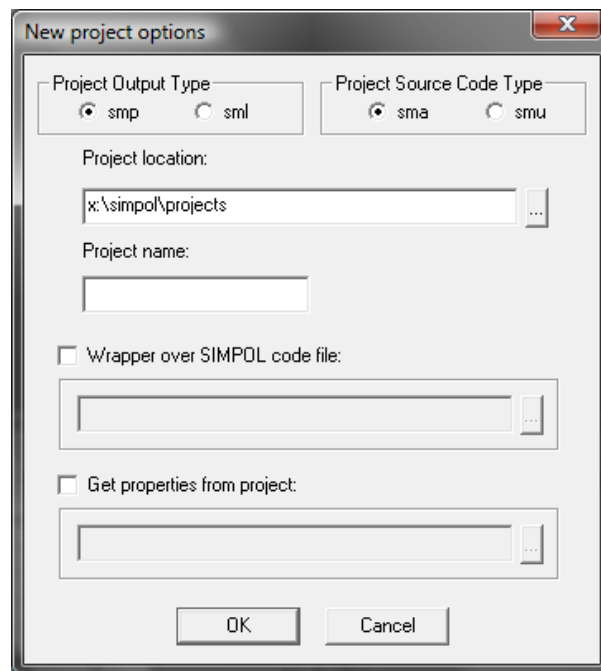 New project options
Project Output Type
smp
sml
Project Source Code Type
sma
smu
Project location:
x:\simpol\projects
...
Project name:
Wrapper over SIMPOL code file:
...
Get properties from project:
...
OK
Cancel